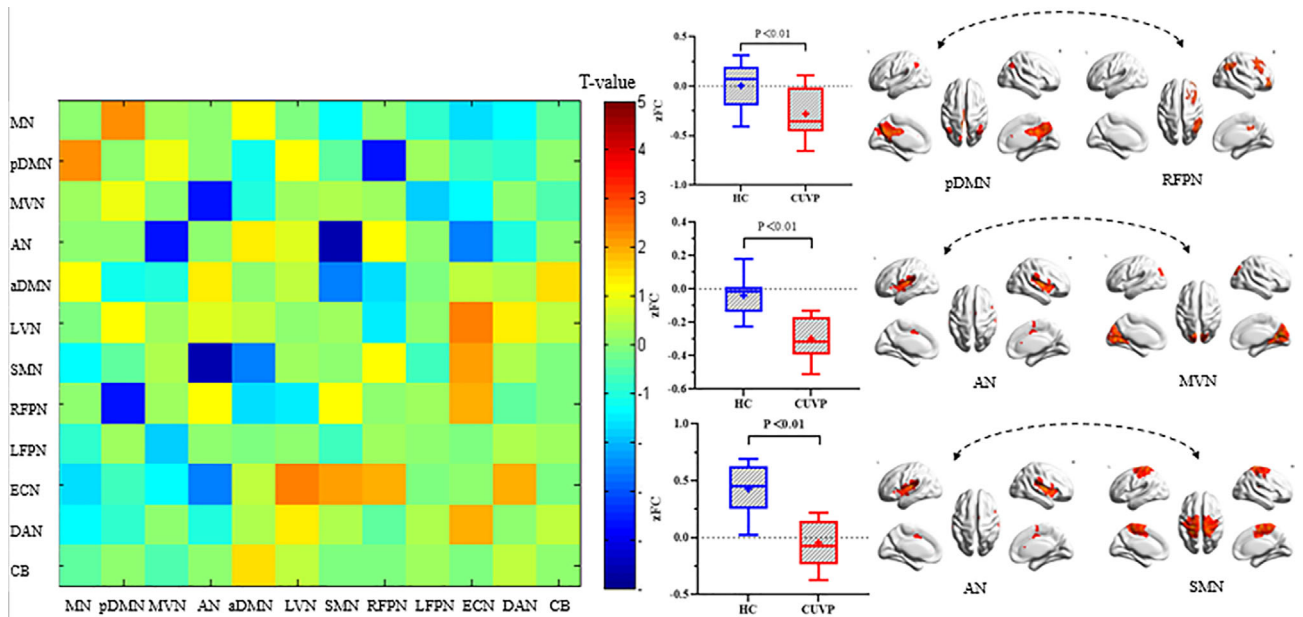 T-value
MN
pDMN
MVN
AN
aDMN
LVN
SMN
RFPN
LFPN
ECN
DAN
CB
MN pDMN MVN AN aDMN LVN SMN RFPN LFPN ECN DAN CB
5
4
3
2
1
0
-1
-
-
-
-
zFC
0.5
0.0
-0.5
-1.0
P <0.01
HC CUVP
pDMN RFPN
zFC
0.4
0.2
0.0
-0.2
-0.4
-0.6
P <0.01
HC CUVP
AN MVN
zFC
1.0
0.5
0.0
-0.5
P <0.01
HC CUVP
AN SMN